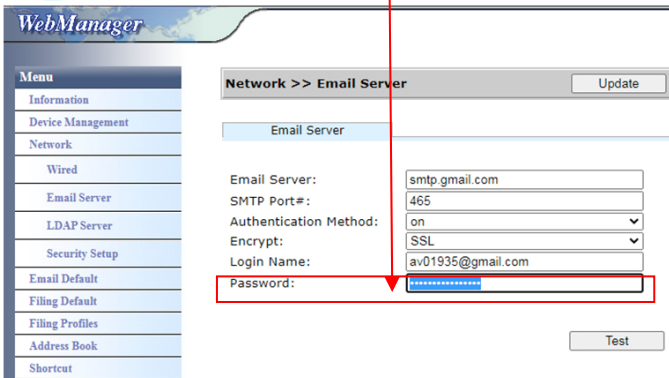 WebManager
Menu
Information
Device Management
Network
Wired
Email Server
LDAP Server
Security Setup
Email Default
Filing Default
Filing Profiles
Address Book
Shortcut
Network >> Email Server
Update
Email Server
Email Server: smtp.gmail.com
SMTP Port#: 465
Authentication Method: on
Encrypt: SSL
Login Name: av01935@gmail.com
Password: ••••••••••••••••
Test